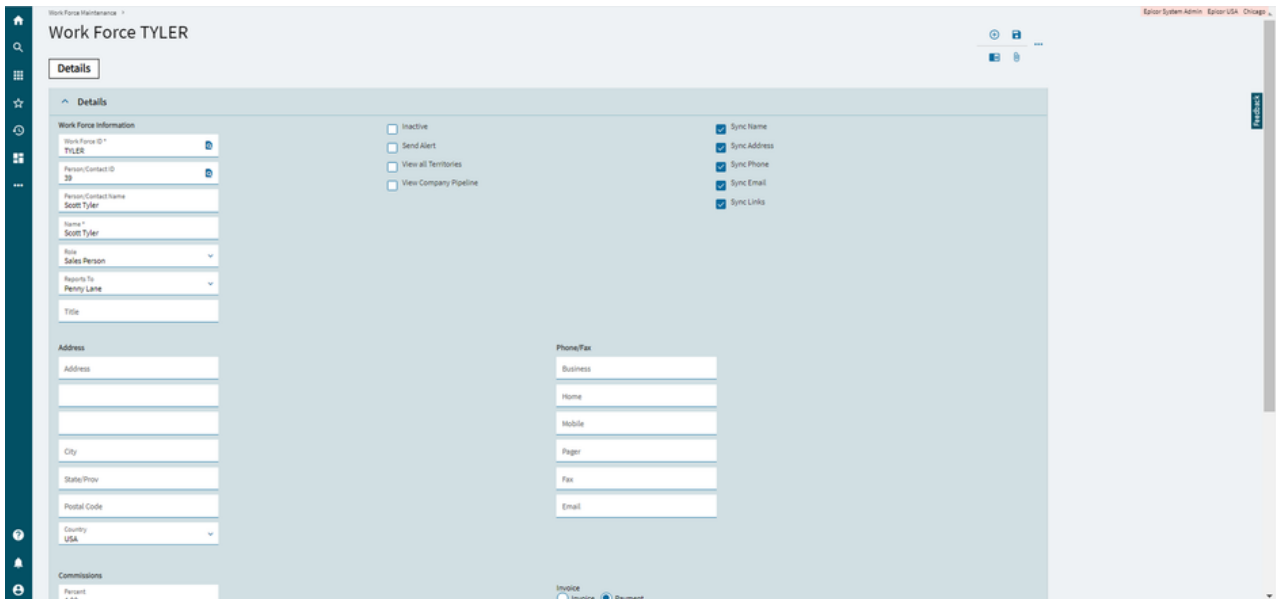 Work Force Maintenance >
Epicor System Admin Epicor USA Chicago
Work Force TYLER
Details
Details
Feedback
Work Force Information
Work Force ID *
TYLER
Person/Contact ID
Person/Contact Name
Scott Tyler
Name *
Scott Tyler
Role
Sales Person
Reports To
Penny Lane
Title
Inactive
Send Alert
View all Territories
View Company Pipeline
Sync Name
Sync Address
Sync Phone
Sync Email
Sync Links
Address
Address
City
State/Prov
Postal Code
Country
USA
Phone/Fax
Business
Home
Mobile
Pager
Fax
Email
Commissions
Percent
Invoice
Invoice Payment